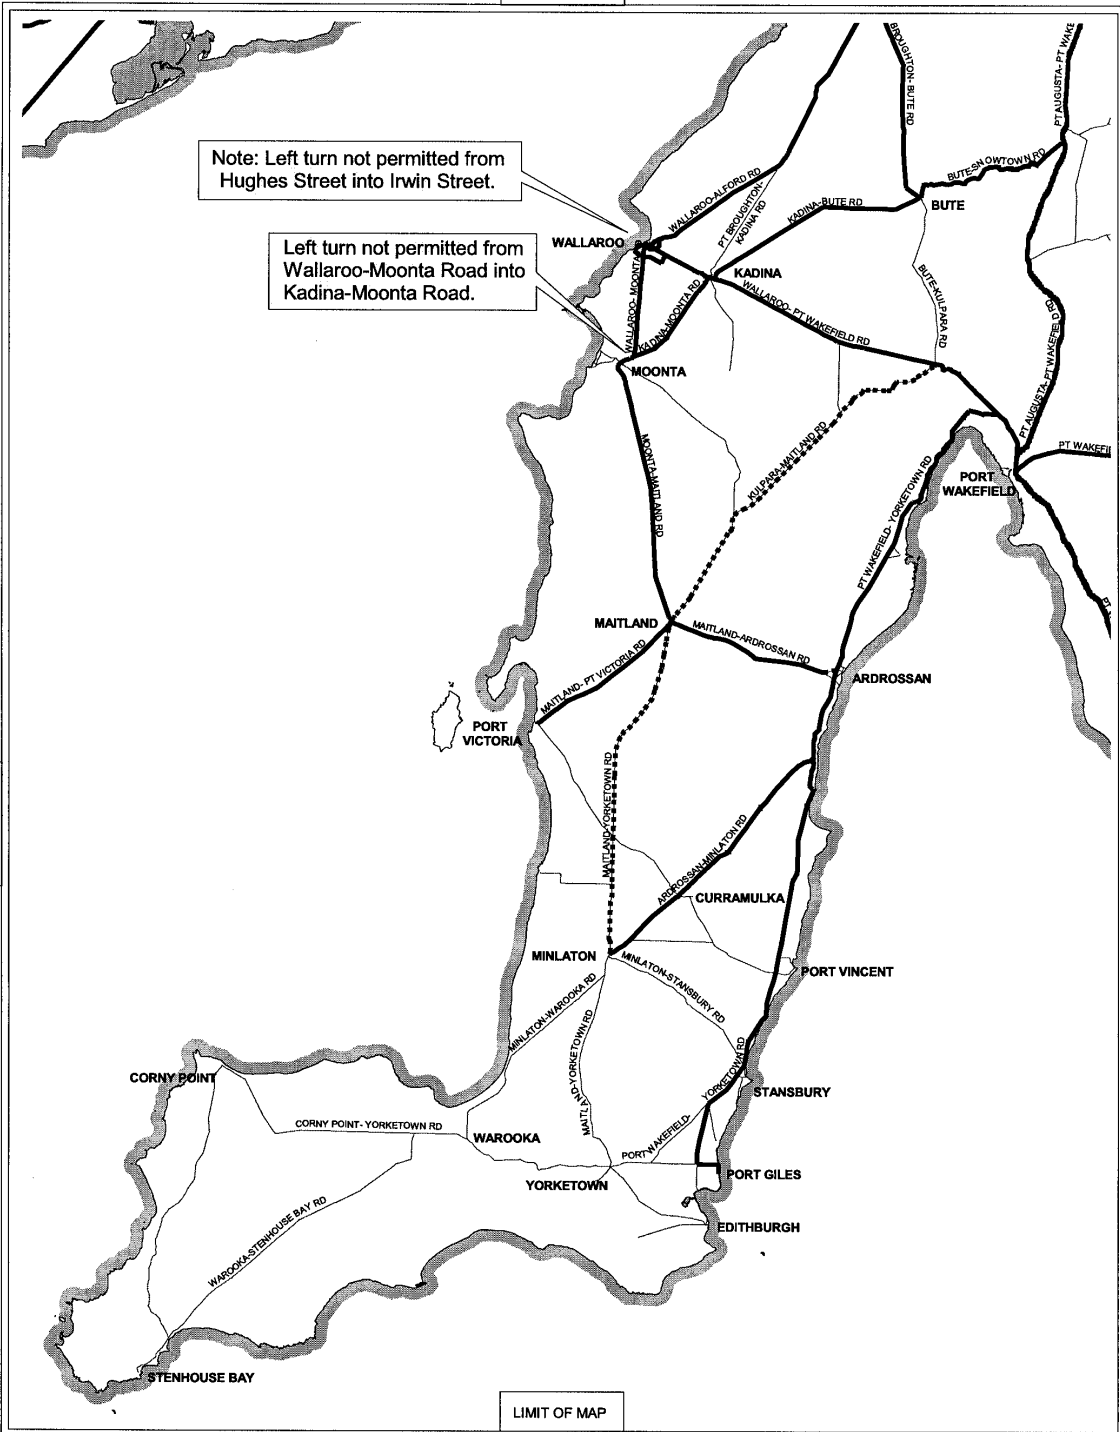 BROUGHTON-BUTE RD
PT AUGUSTA- PT WAKE
Note: Left turn not permitted from
Hughes Street into Irwin Street.
BUTE-SNOWTOWN RD
WALLAROO-ALFORD RD
PT BROUGHTON-
KADINA RD
KADINA-BUTE RD
BUTE
WALLAROO
Left turn not permitted from
Wallaroo-Moonta Road into
Kadina-Moonta Road.
WALLAROO- MOONTA
KADINA
KADINA-MOONTA RD
WALLAROO- PT WAKEFIELD RD
BUTE-KULPARA RD
PT AUGUSTA-PT WAKEFIELD RD
MOONTA
MOONTA-MAITLAND RD
KULPARA-MAITLAND RD
PT WAKEFI
PORT
WAKEFIELD
PT WAKEFIELD- YORKETOWN RD
MAITLAND
MAITLAND-ARDROSSAN RD
MAITLAND- PT VICTORIA RD
ARDROSSAN
PORT
VICTORIA
MAITLAND-YORKETOWN RD
ARDROSSAN-MINLATON RD
CURRAMULKA
MINLATON
MINLATON-STANSBURY RD
PORT VINCENT
MINLATON-WAROOKA RD
MAITLAND-YORKETOWN RD
YORKETOWN RD
CORNY POINT
STANSBURY
CORNY POINT- YORKETOWN RD
WAROOKA
PORT WAKEFIELD-
YORKETOWN
PORT GILES
WAROOKA-STENHOUSE BAY RD
EDITHBURGH
STENHOUSE BAY
LIMIT OF MAP